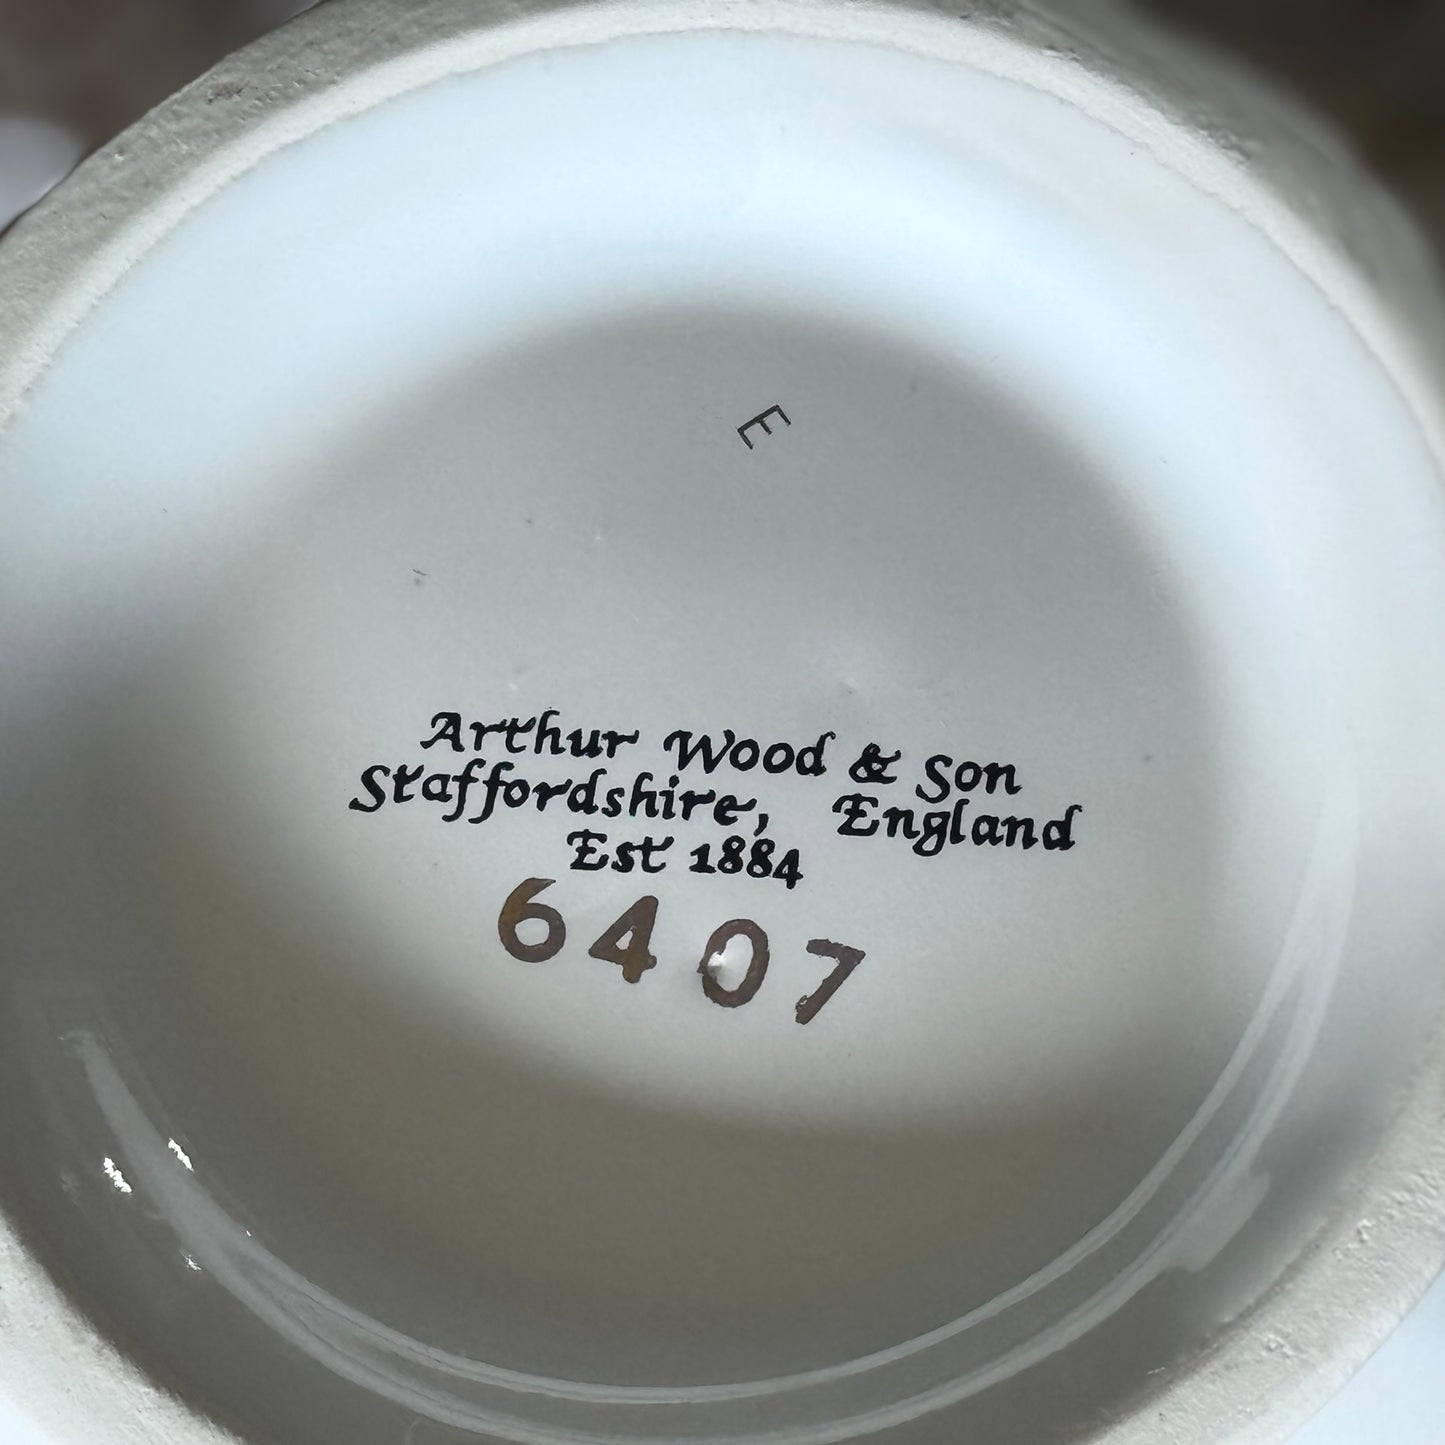 E
Arthur Wood & Son
Staffordshire, England
Est 1884
6407